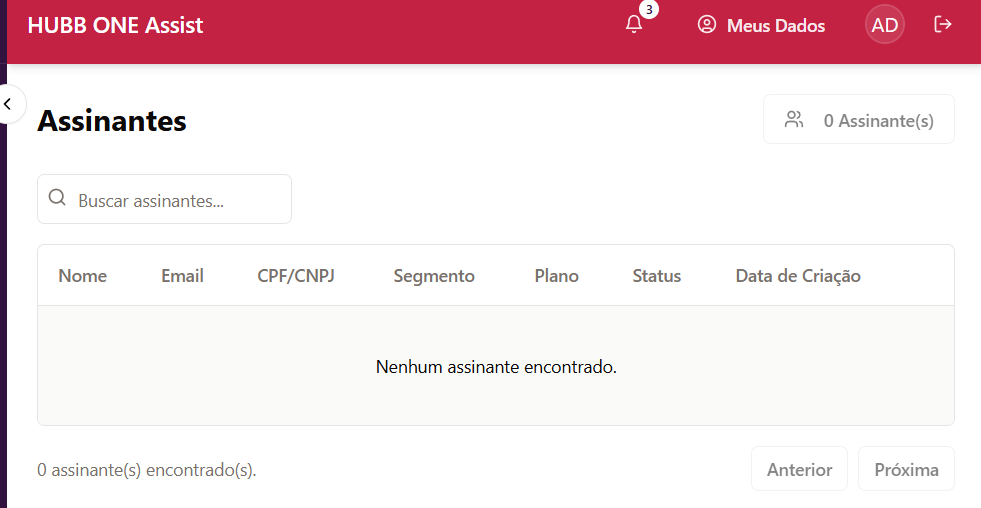 HUBB ONE Assist
3
Meus Dados
AD
Assinantes
0 Assinante(s)
Buscar assinantes...
Nome Email CPF/CNPJ Segmento Plano Status Data de Criação
Nenhum assinante encontrado.
0 assinante(s) encontrado(s).
Anterior Próxima